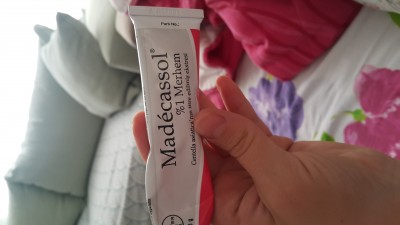 Madécassol®
%1 Merhem
Centella asiatica'nın titre edilmiş ekstresi